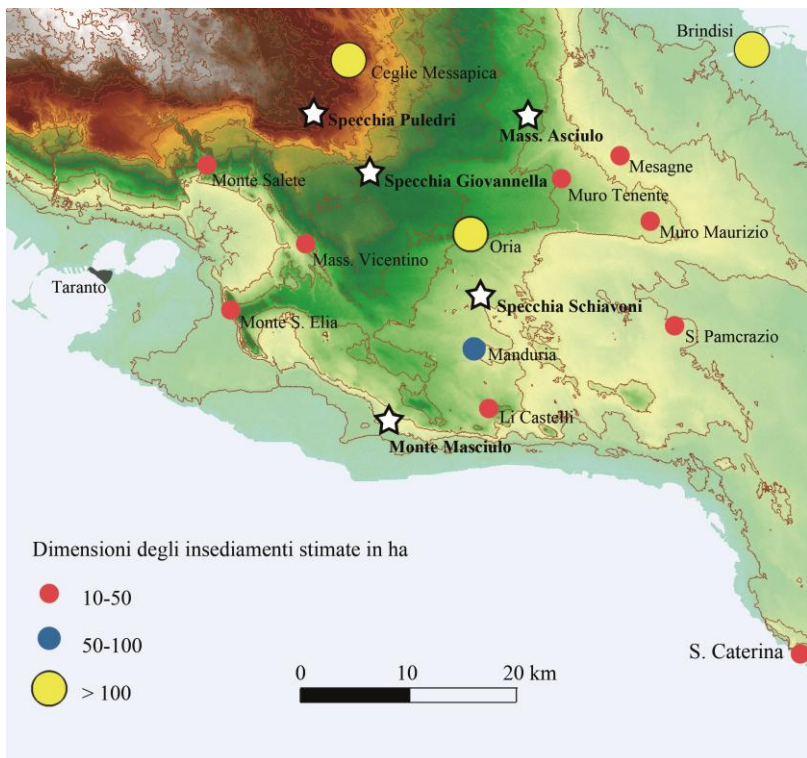 Brindisi
Ceglie Messapica
Specchia Puledri
Mass. Asciulo
Mesagne
Monte Salete
Specchia Giovannella
Muro Tenente
Muro Maurizio
Mass. Vicentino
Oria
Taranto
Specchia Schiavoni
Monte S. Elia
S. Pamcrazio
Manduria
Li Castelli
Monte Masciulo
Dimensioni degli insediamenti stimate in ha
10-50
50-100
> 100
0 10 20 km
S. Caterina